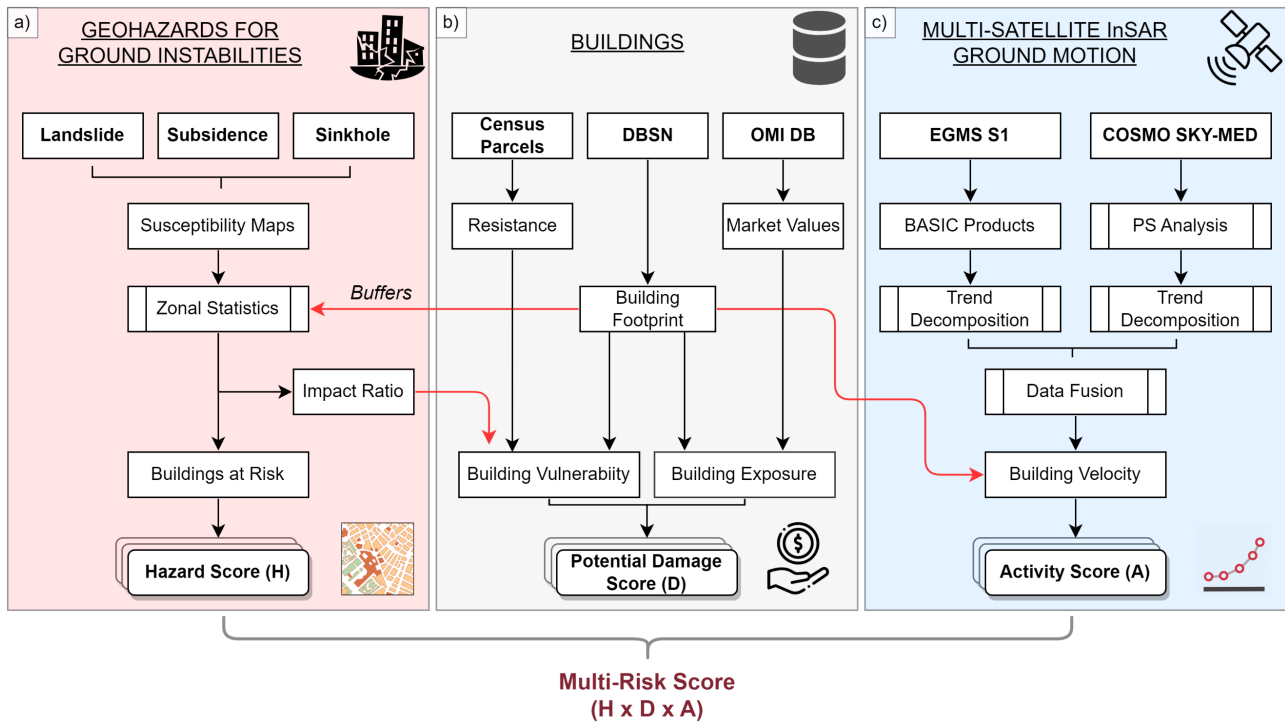 a)
GEOHAZARDS FOR
GROUND INSTABILITIES
Landslide
Subsidence
Sinkhole
Susceptibility Maps
Zonal Statistics
Impact Ratio
Buildings at Risk
Hazard Score (H)
b)
BUILDINGS
Census
Parcels
DBSN
OMI DB
Resistance
Market Values
Buffers
Building
Footprint
Building Vulnerabiity
Building Exposure
Potential Damage
Score (D)
$
c)
MULTI-SATELLITE InSAR
GROUND MOTION
EGMS S1
COSMO SKY-MED
BASIC Products
PS Analysis
Trend
Decomposition
Trend
Decomposition
Data Fusion
Building Velocity
Activity Score (A)
Multi-Risk Score
(H x D x A)